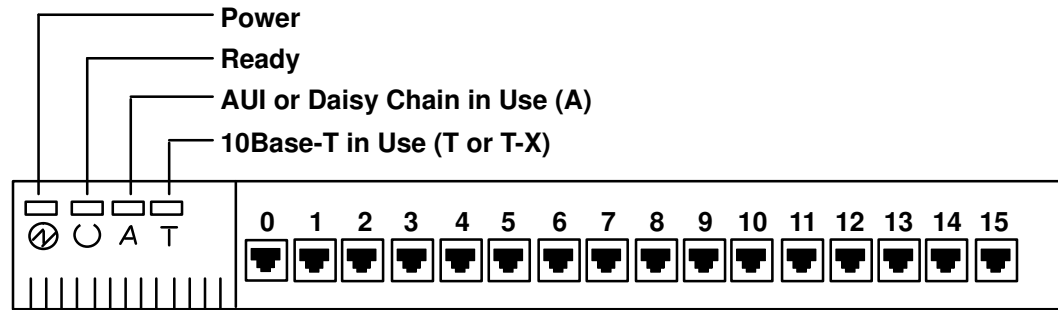 Power
Ready
AUI or Daisy Chain in Use (A)
10Base-T in Use (T or T-X)
A T
0 1 2 3 4 5 6 7 8 9 10 11 12 13 14 15